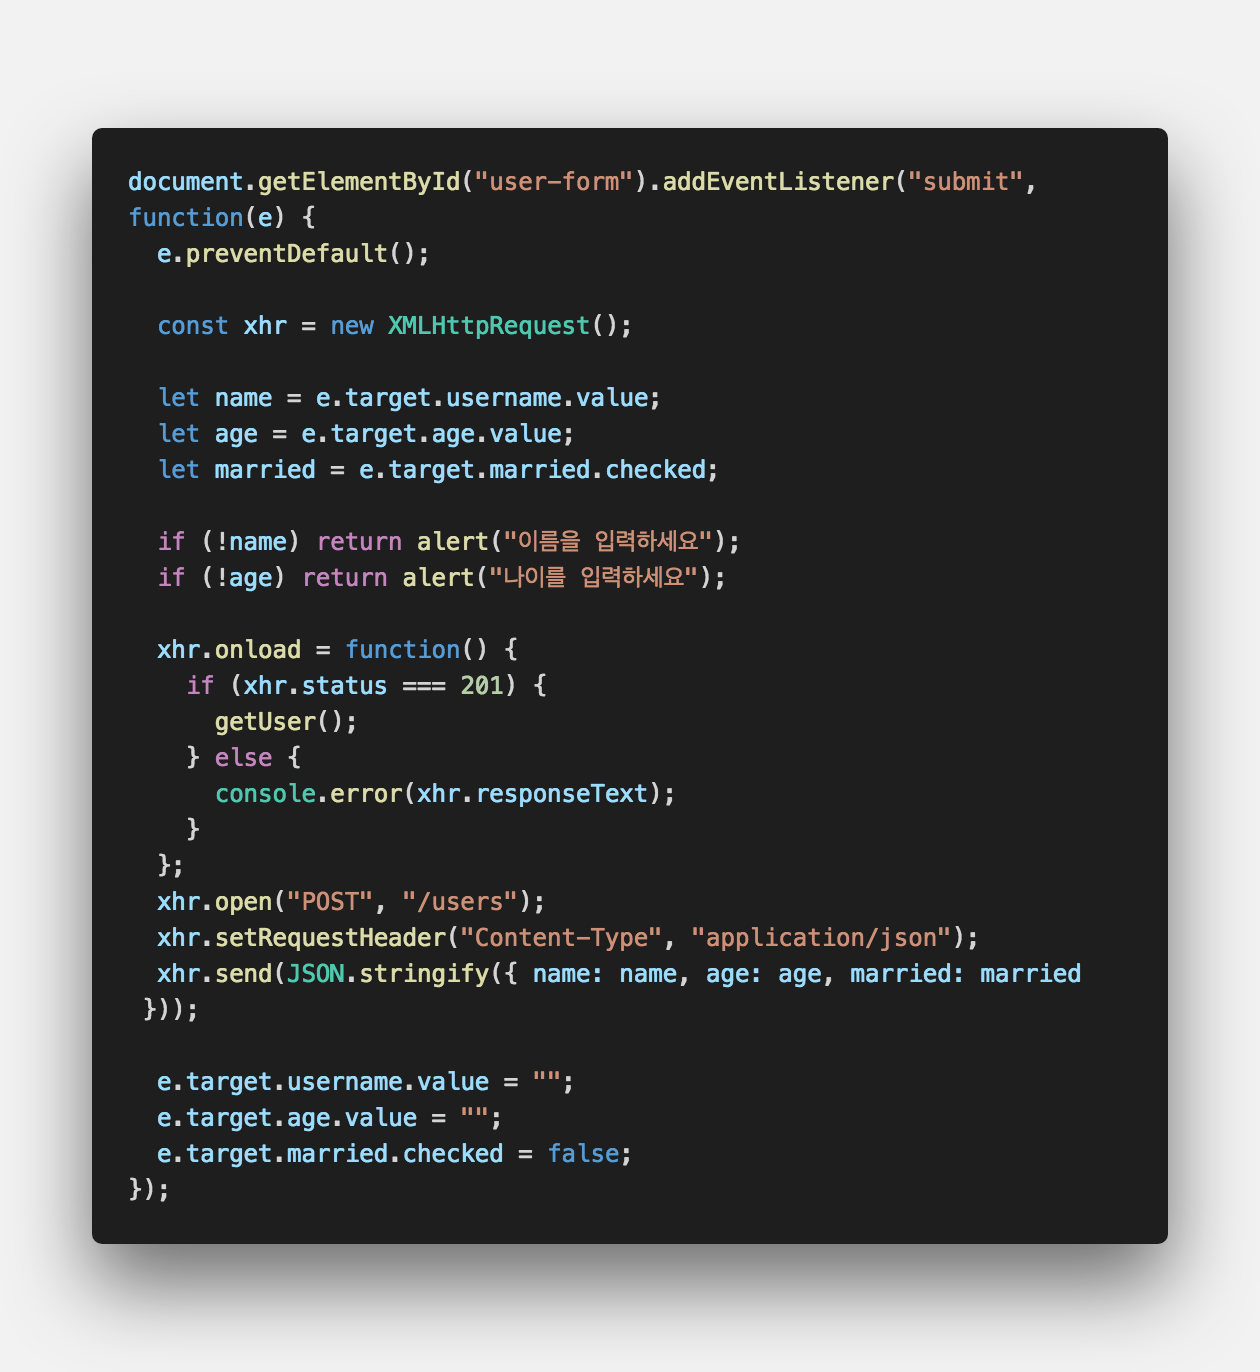 document.getElementById("user-form").addEventListener("submit",
function(e) {
  e.preventDefault();

  const xhr = new XMLHttpRequest();

  let name = e.target.username.value;
  let age = e.target.age.value;
  let married = e.target.married.checked;

  if (!name) return alert("이름을 입력하세요");
  if (!age) return alert("나이를 입력하세요");

  xhr.onload = function() {
    if (xhr.status === 201) {
      getUser();
    } else {
      console.error(xhr.responseText);
    }
  };
  xhr.open("POST", "/users");
  xhr.setRequestHeader("Content-Type", "application/json");
  xhr.send(JSON.stringify({ name: name, age: age, married: married
 }));

  e.target.username.value = "";
  e.target.age.value = "";
  e.target.married.checked = false;
});